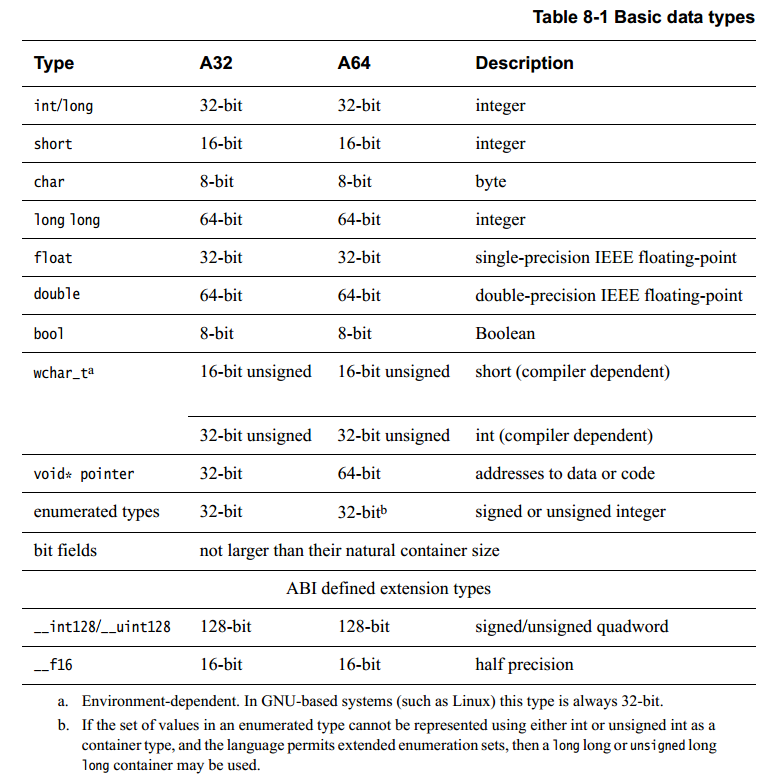 Table 8-1 Basic data types
Type A32 A64 Description
int/long 32-bit 32-bit integer
short 16-bit 16-bit integer
char 8-bit 8-bit byte
long long 64-bit 64-bit integer
float 32-bit 32-bit single-precision IEEE floating-point
double 64-bit 64-bit double-precision IEEE floating-point
bool 8-bit 8-bit Boolean
wchar_tᵃ 16-bit unsigned 16-bit unsigned short (compiler dependent)
32-bit unsigned 32-bit unsigned int (compiler dependent)
void* pointer 32-bit 64-bit addresses to data or code
enumerated types 32-bit 32-bitᵇ signed or unsigned integer
bit fields not larger than their natural container size
ABI defined extension types
__int128/__uint128 128-bit 128-bit signed/unsigned quadword
__f16 16-bit 16-bit half precision
a. Environment-dependent. In GNU-based systems (such as Linux) this type is always 32-bit.
b. If the set of values in an enumerated type cannot be represented using either int or unsigned int as a
container type, and the language permits extended enumeration sets, then a long long or unsigned long
long container may be used.